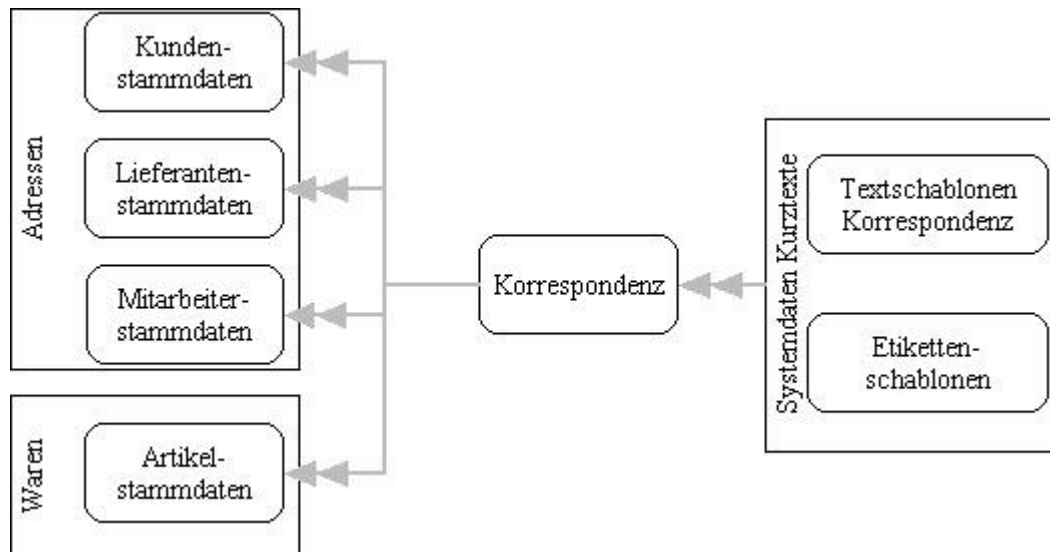 Adressen
Kunden-
stammdaten
Lieferanten-
stammdaten
Mitarbeiter-
stammdaten
Waren
Artikel-
stammdaten
Korrespondenz
Systemdaten Kurztexte
Textschablonen
Korrespondenz
Etiketten-
schablonen